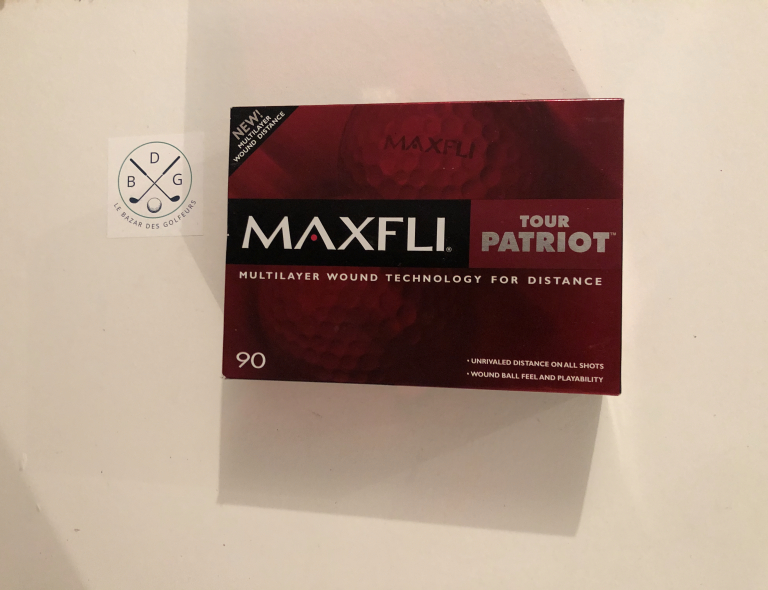 NEW!
MULTILAYER
WOUND DISTANCE
MAXFLI
D
B G
LE BAZAR DES GOLFEURS
MAXFLI®
TOUR
PATRIOT™
MULTILAYER WOUND TECHNOLOGY FOR DISTANCE
90
• UNRIVALED DISTANCE ON ALL SHOTS
• WOUND BALL FEEL AND PLAYABILITY